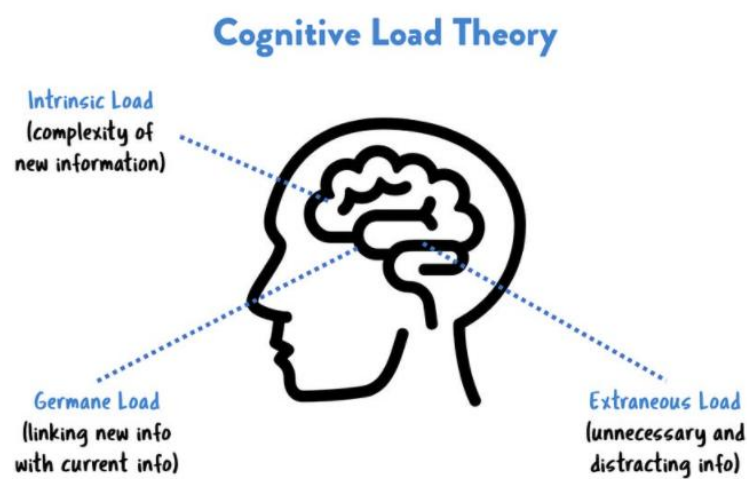 Cognitive Load Theory
Intrinsic Load
(complexity of
new information)
Germane Load
(linking new info
with current info)
Extraneous Load
(unnecessary and
distracting info)